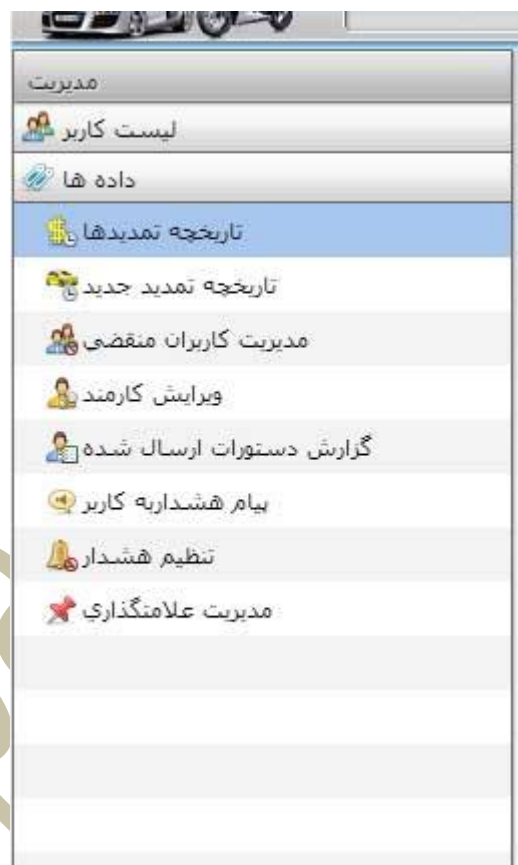 مدیریت
لیست کاربر
داده ها
تاریخچه تمدیدها
تاریخچه تمدید جدید
مدیریت کاربران منقضی
ویرایش کارمند
گزارش دستورات ارسال شده
پیام هشداربه کاربر
تنظیم هشدار
مدیریت علامتگذاری